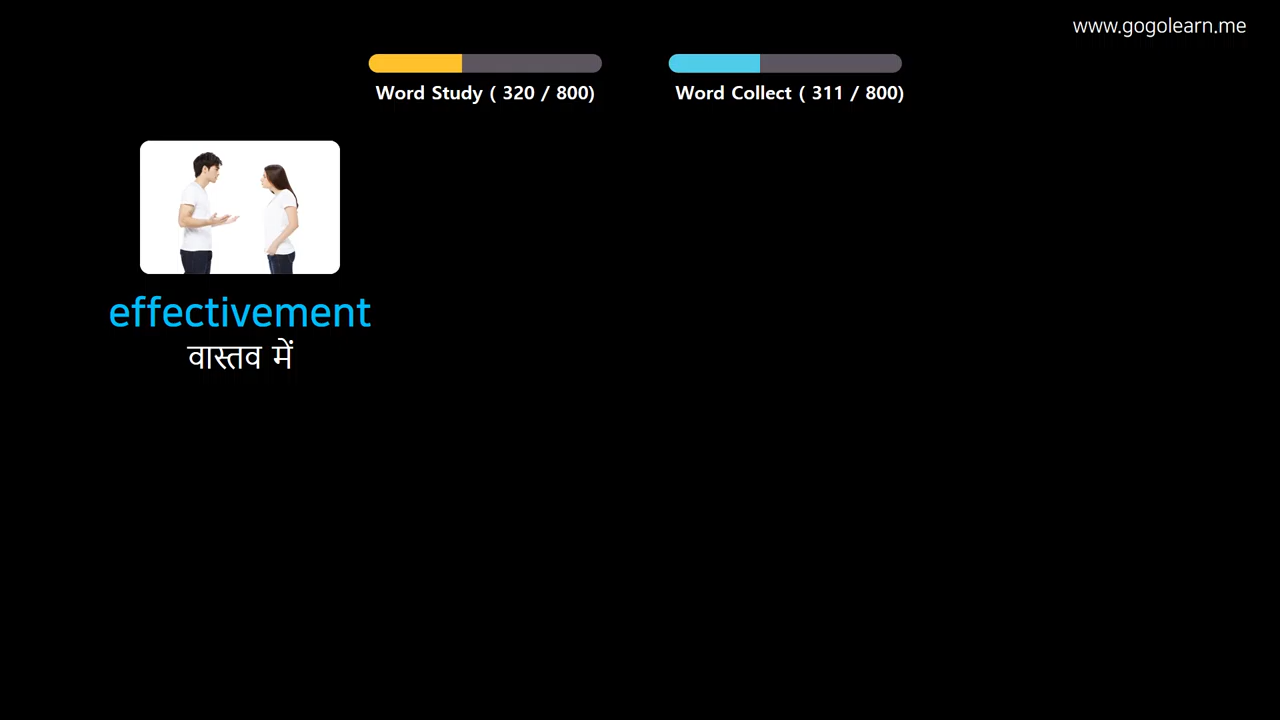 www.gogolearn.me
Word Study ( 320 / 800)
Word Collect ( 311 / 800)
effectivement
वास्तव में